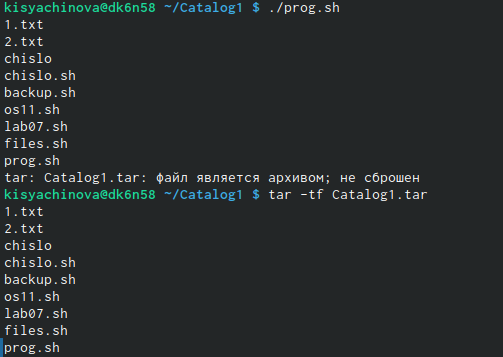 kisyachinova@dk6n58 ~/Catalog1 $ ./prog.sh
1.txt
2.txt
chislo
chislo.sh
backup.sh
os11.sh
lab07.sh
files.sh
prog.sh
tar: Catalog1.tar: файл является архивом; не сброшен
kisyachinova@dk6n58 ~/Catalog1 $ tar -tf Catalog1.tar
1.txt
2.txt
chislo
chislo.sh
backup.sh
os11.sh
lab07.sh
files.sh
prog.sh